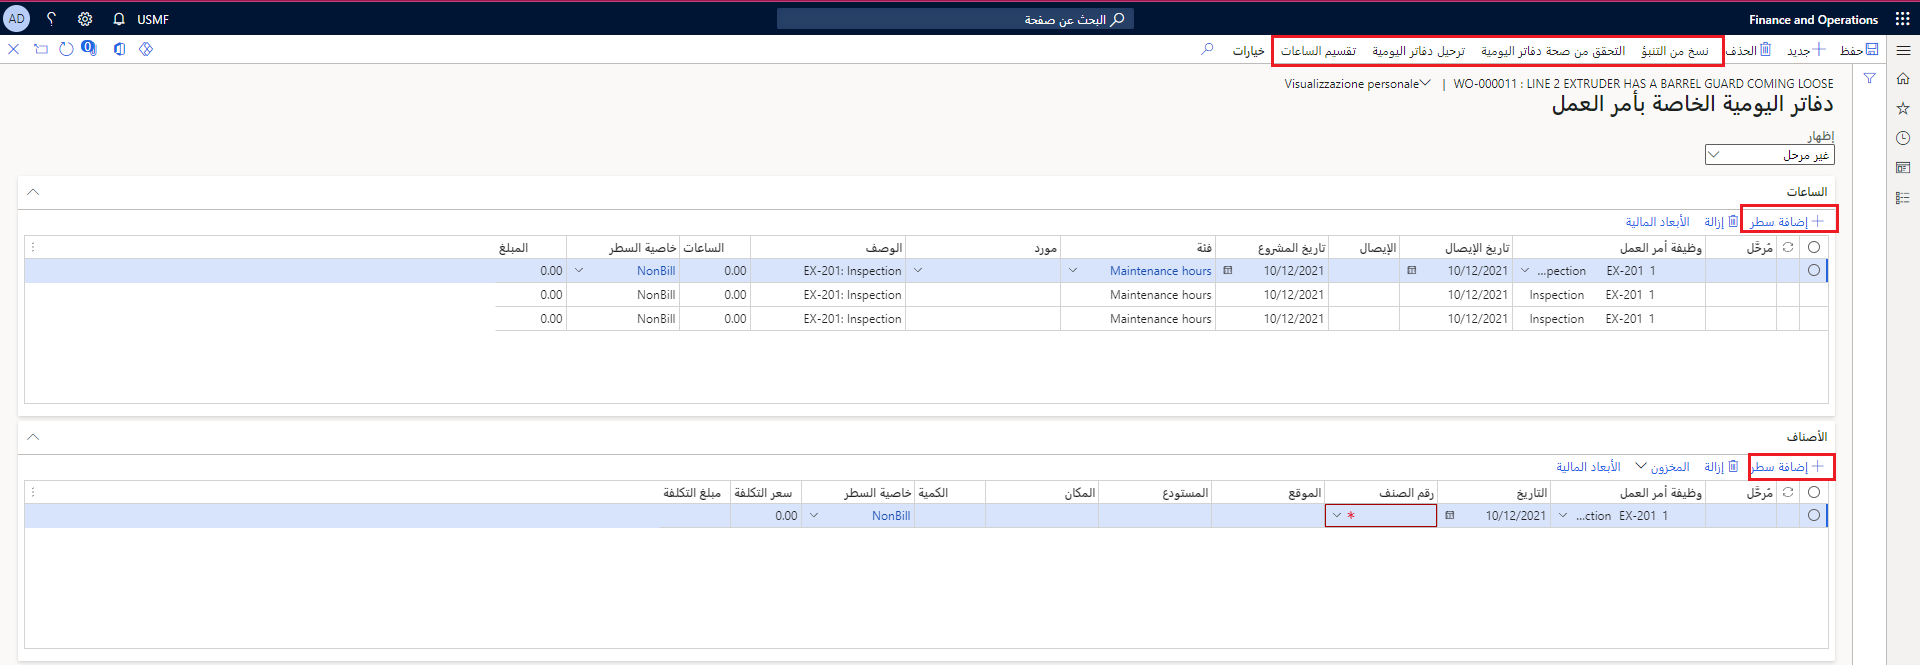 Finance and Operations
البحث عن صفحة
USMF
؟
AD
حفظ
جديد
الحذف
نسخ من التنبؤ
التحقق من صحة دفاتر اليومية
ترحيل دفاتر اليومية
تقسيم الساعات
خيارات
0
WO-000011 : LINE 2 EXTRUDER HAS A BARREL GUARD COMING LOOSE | Visualizzazione personale
دفاتر اليومية الخاصة بأمر العمل
إظهار
غير مرحل
الساعات
إضافة سطر
إزالة
الأبعاد المالية
مُرحَّل وظيفة أمر العمل تاريخ الإيصال الإيصال تاريخ المشروع فئة مورد الوصف الساعات خاصية السطر المبلغ
EX-201 1 ...pection 10/12/2021 10/12/2021 Maintenance hours EX-201: Inspection 0.00 NonBill 0.00
EX-201 1 Inspection 10/12/2021 10/12/2021 Maintenance hours EX-201: Inspection 0.00 NonBill 0.00
EX-201 1 Inspection 10/12/2021 10/12/2021 Maintenance hours EX-201: Inspection 0.00 NonBill 0.00
الأصناف
إضافة سطر
إزالة
المخزون
الأبعاد المالية
مُرحَّل وظيفة أمر العمل التاريخ رقم الصنف الموقع المستودع المكان الكمية خاصية السطر سعر التكلفة مبلغ التكلفة
EX-201 1 ...ction 10/12/2021 * NonBill 0.00